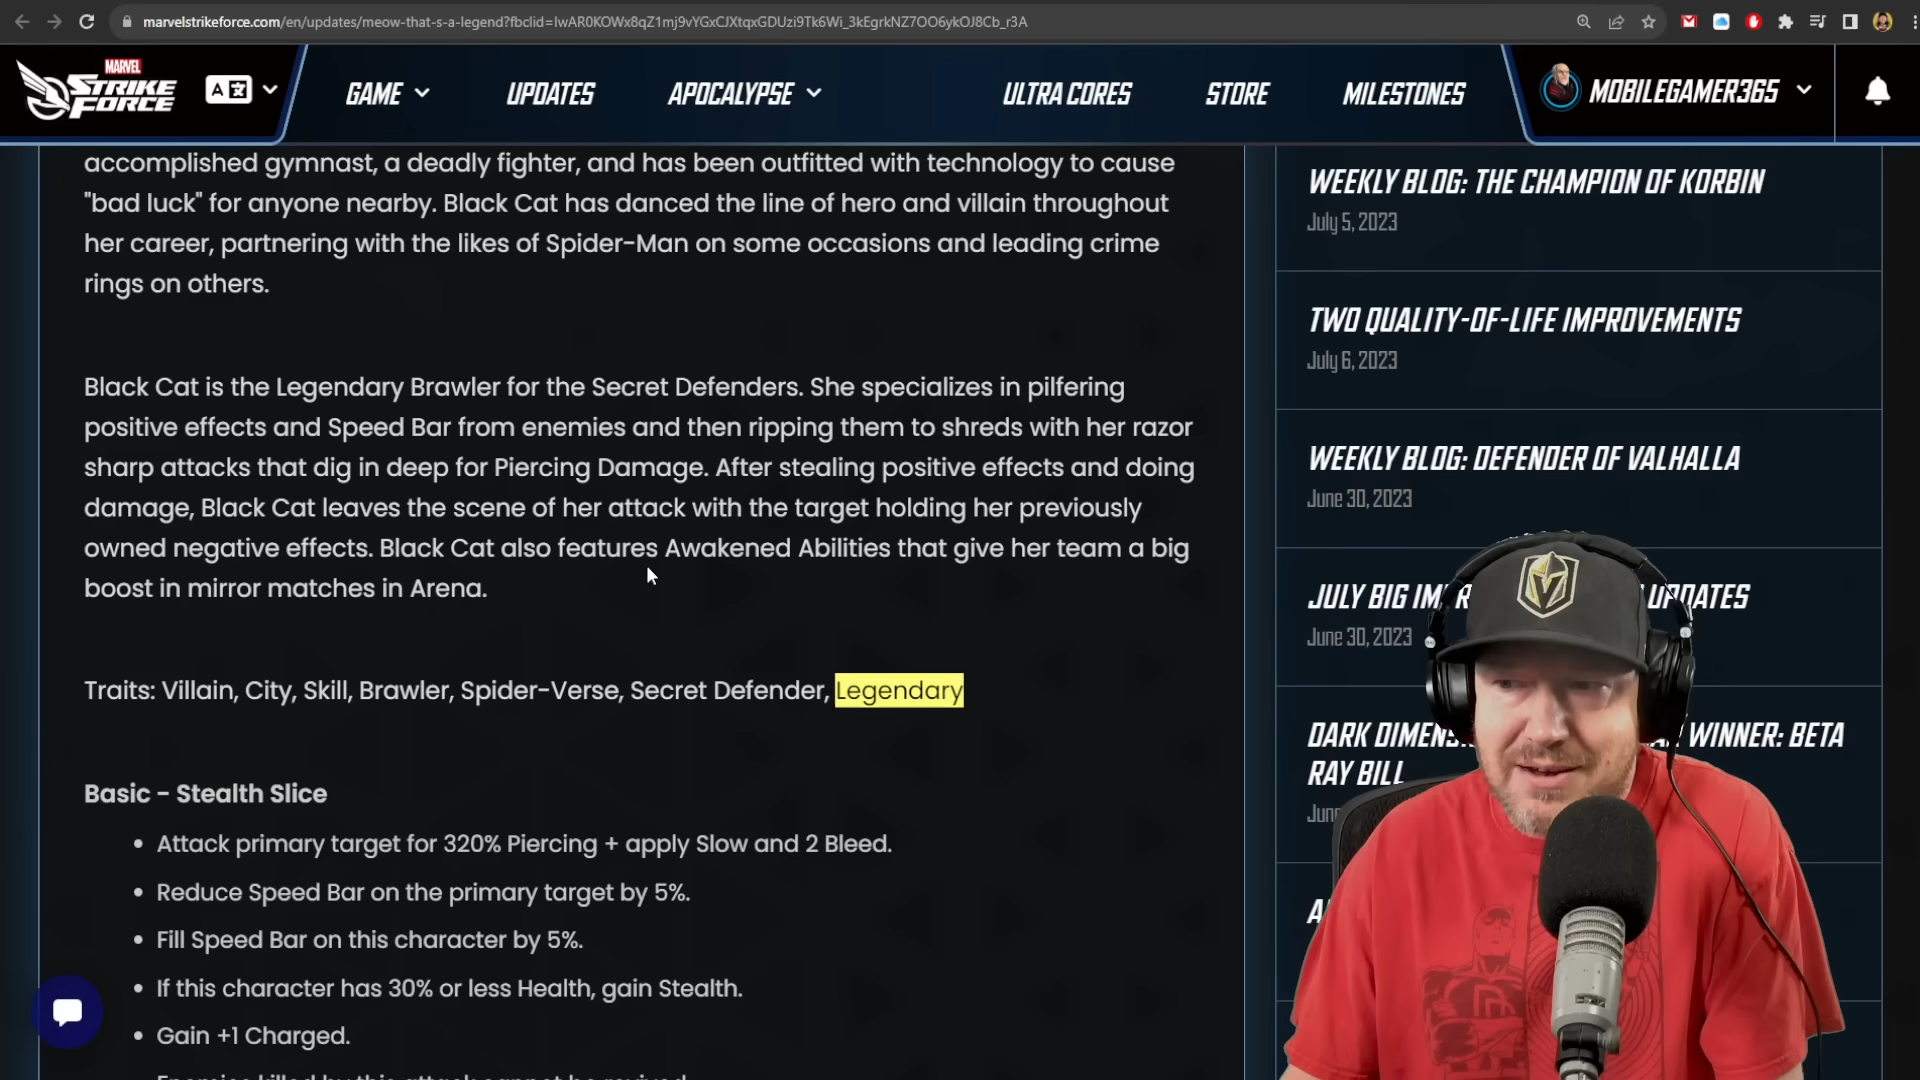 marvelstrikeforce.com/en/updates/meow-that-s-a-legend?fbclid=IwAR0KOWx8qZ1mj9vYGxCJXtqxGDUzi9Tk6Wi_3kEgrkNZ7OO6ykOJ8Cb_r3A
MARVEL
STRIKE FORCE
GAME
UPDATES
APOCALYPSE
ULTRA CORES
STORE
MILESTONES
MOBILEGAMER365
accomplished gymnast, a deadly fighter, and has been outfitted with technology to cause
"bad luck" for anyone nearby. Black Cat has danced the line of hero and villain throughout
her career, partnering with the likes of Spider-Man on some occasions and leading crime
rings on others.
Black Cat is the Legendary Brawler for the Secret Defenders. She specializes in pilfering
positive effects and Speed Bar from enemies and then ripping them to shreds with her razor
sharp attacks that dig in deep for Piercing Damage. After stealing positive effects and doing
damage, Black Cat leaves the scene of her attack with the target holding her previously
owned negative effects. Black Cat also features Awakened Abilities that give her team a big
boost in mirror matches in Arena.
Traits: Villain, City, Skill, Brawler, Spider-Verse, Secret Defender, Legendary
Basic - Stealth Slice
• Attack primary target for 320% Piercing + apply Slow and 2 Bleed.
• Reduce Speed Bar on the primary target by 5%.
• Fill Speed Bar on this character by 5%.
• If this character has 30% or less Health, gain Stealth.
• Gain +1 Charged.
Enemies killed by this attack cannot be revived.
WEEKLY BLOG: THE CHAMPION OF KORBIN
July 5, 2023
TWO QUALITY-OF-LIFE IMPROVEMENTS
July 6, 2023
WEEKLY BLOG: DEFENDER OF VALHALLA
June 30, 2023
JULY BIG UPDATES
June 30, 2023
DARK WINNER: BETA
RAY BILL